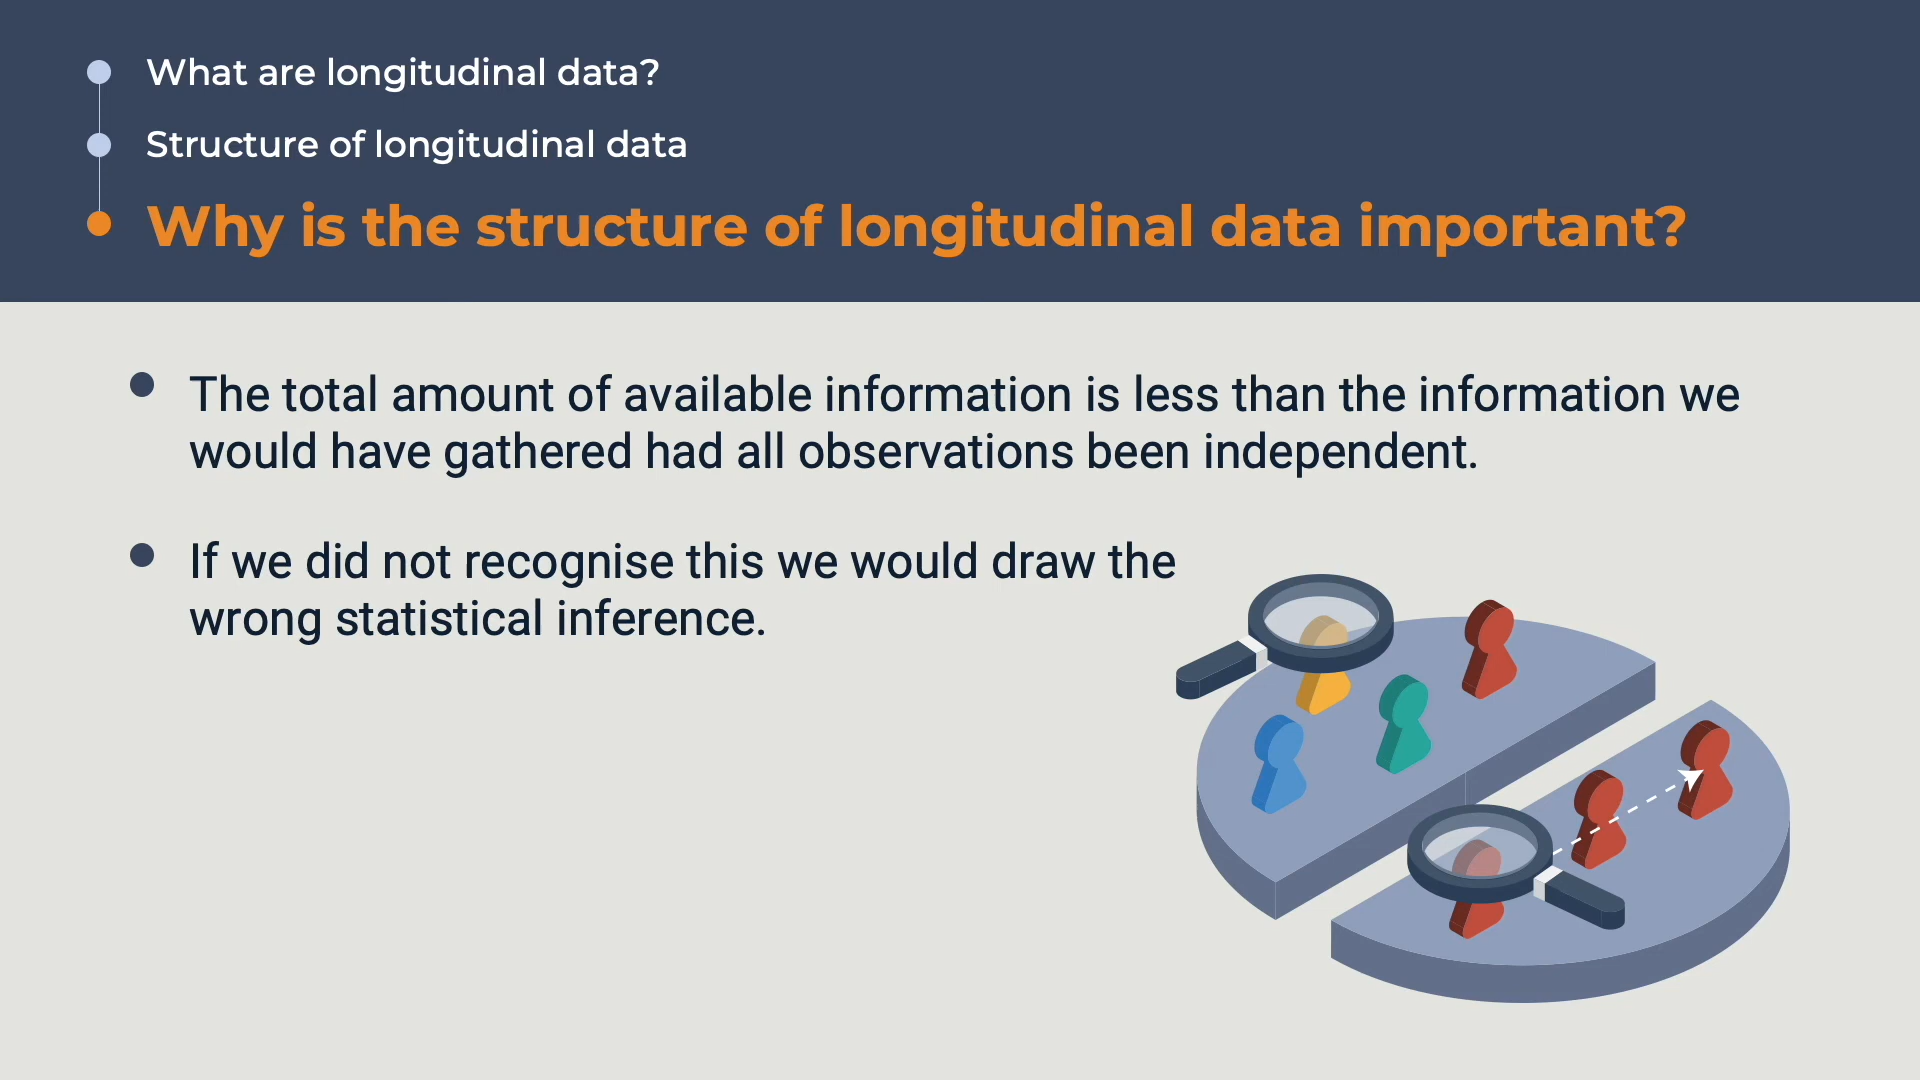 What are longitudinal data?
Structure of longitudinal data
Why is the structure of longitudinal data important?
The total amount of available information is less than the information we
would have gathered had all observations been independent.
If we did not recognise this we would draw the
wrong statistical inference.